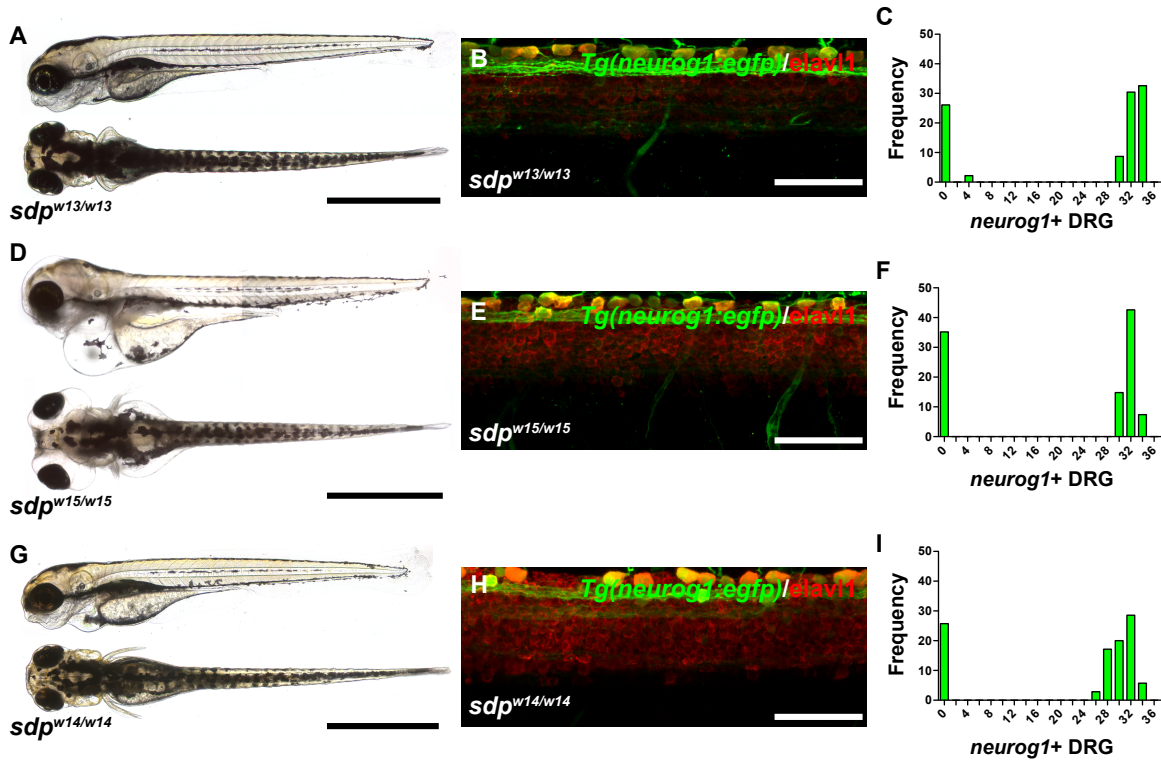 A
sdp^w13/w13
B
Tg(neurog1:egfp)/elavl1
sdp^w13/w13
C
Frequency
50
40
30
20
10
0
0 4 8 12 16 20 24 28 32 36
neurog1+ DRG
D
sdp^w15/w15
E
Tg(neurog1:egfp)/elavl1
sdp^w15/w15
F
Frequency
50
40
30
20
10
0
0 4 8 12 16 20 24 28 32 36
neurog1+ DRG
G
sdp^w14/w14
H
Tg(neurog1:egfp)/elavl1
sdp^w14/w14
I
Frequency
50
40
30
20
10
0
0 4 8 12 16 20 24 28 32 36
neurog1+ DRG